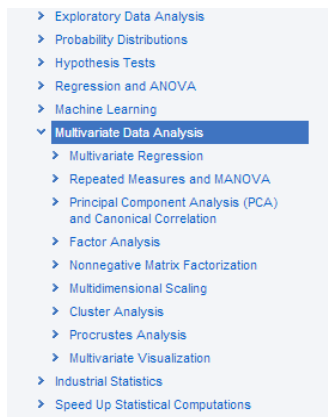 Exploratory Data Analysis
Probability Distributions
Hypothesis Tests
Regression and ANOVA
Machine Learning
Multivariate Data Analysis
Multivariate Regression
Repeated Measures and MANOVA
Principal Component Analysis (PCA)
and Canonical Correlation
Factor Analysis
Nonnegative Matrix Factorization
Multidimensional Scaling
Cluster Analysis
Procrustes Analysis
Multivariate Visualization
Industrial Statistics
Speed Up Statistical Computations